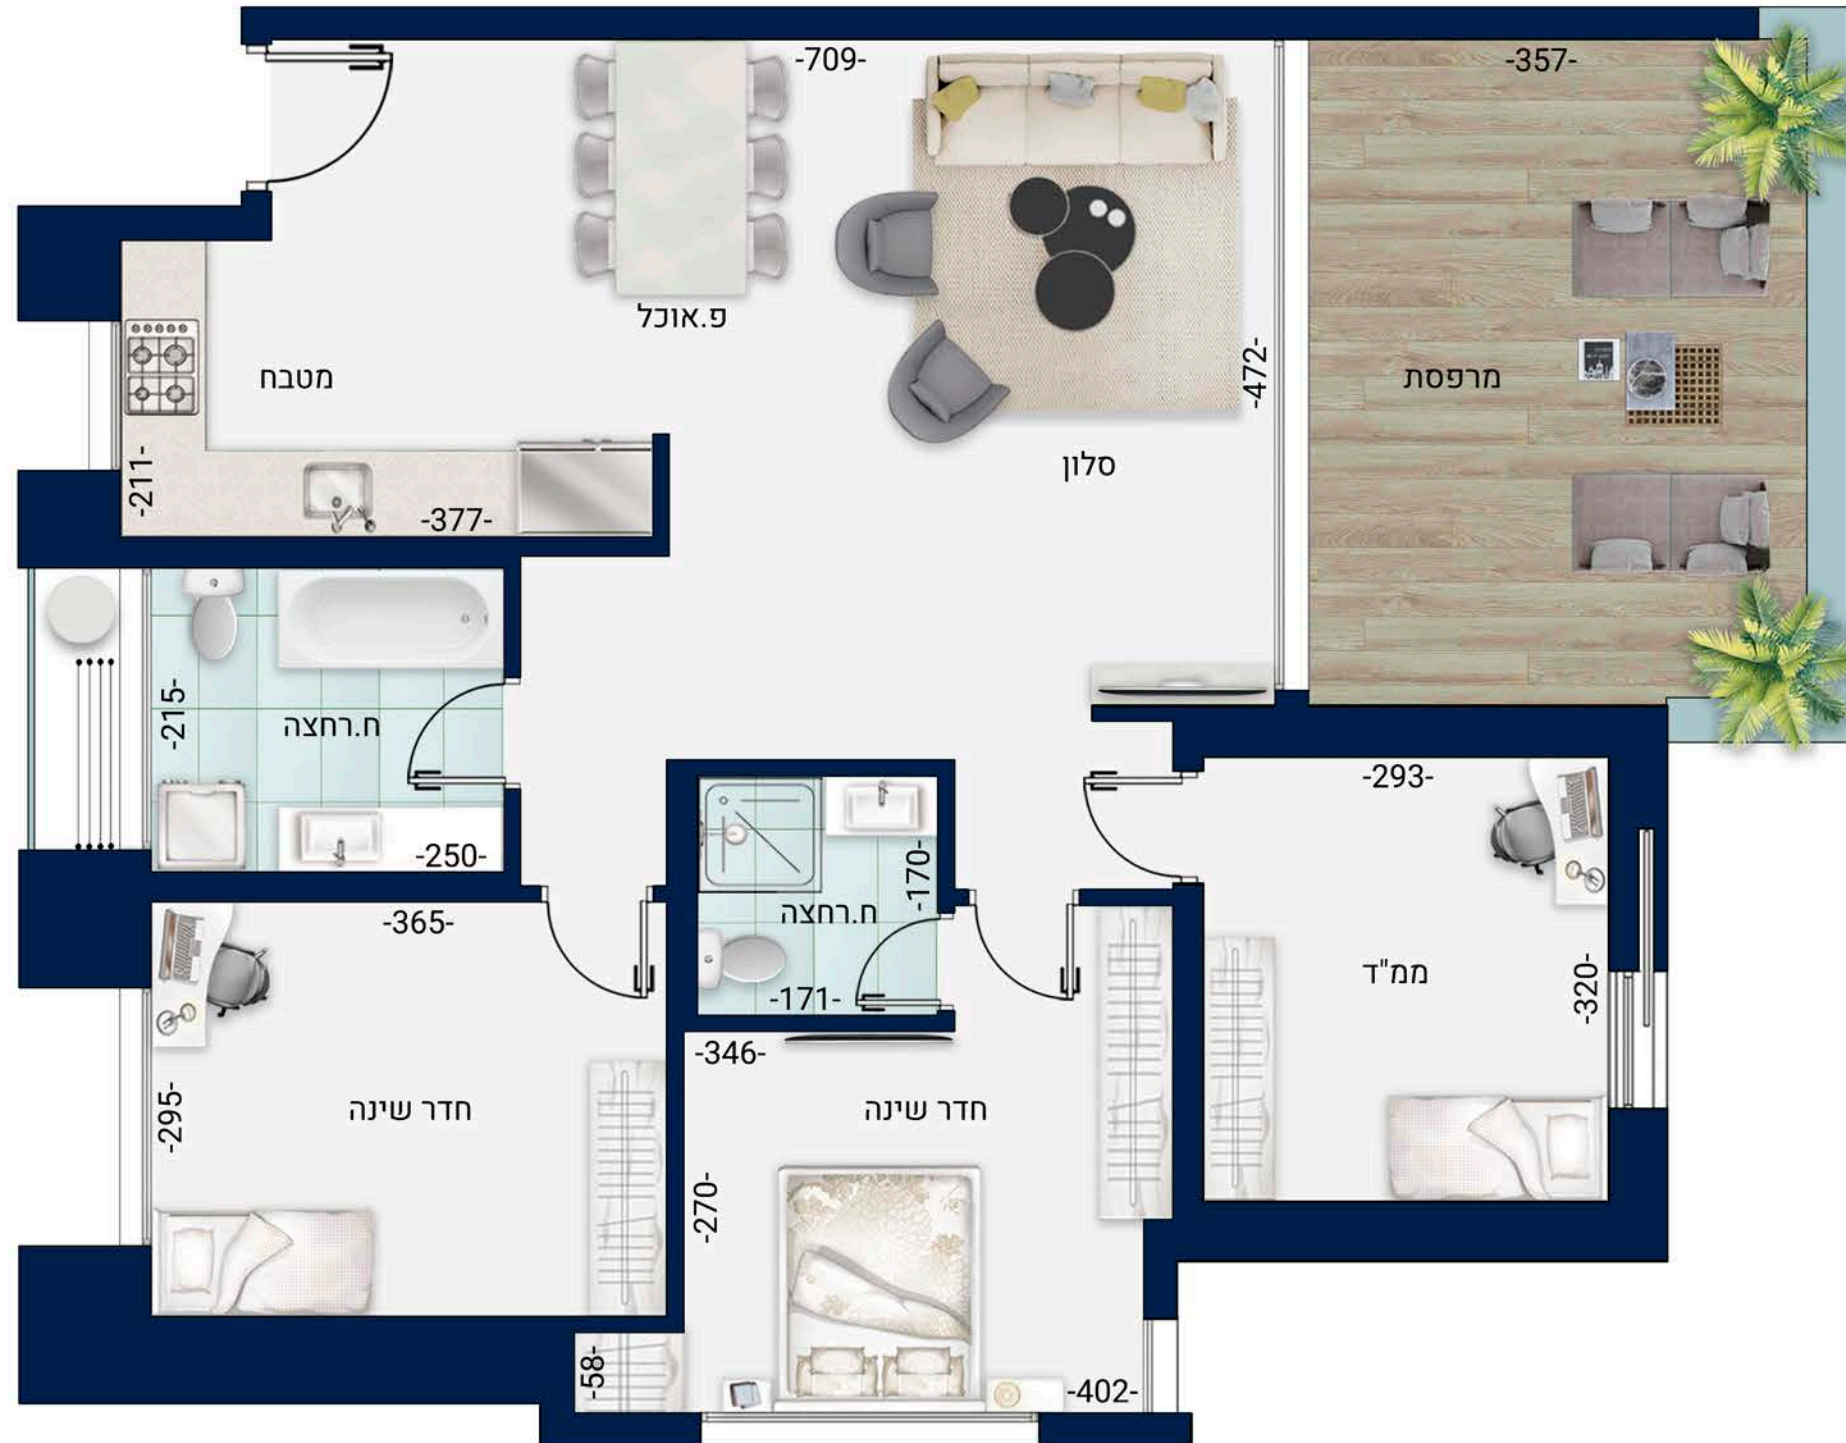 -709-
-357-
פ.אוכל
מטבח
-472-
מרפסת
סלון
-211-
-377-
-215-
ח.רחצה
-250-
-293-
-170-
ח.רחצה
-171-
-365-
ממ"ד
-320-
-346-
-295-
חדר שינה
חדר שינה
-270-
-58-
-402-